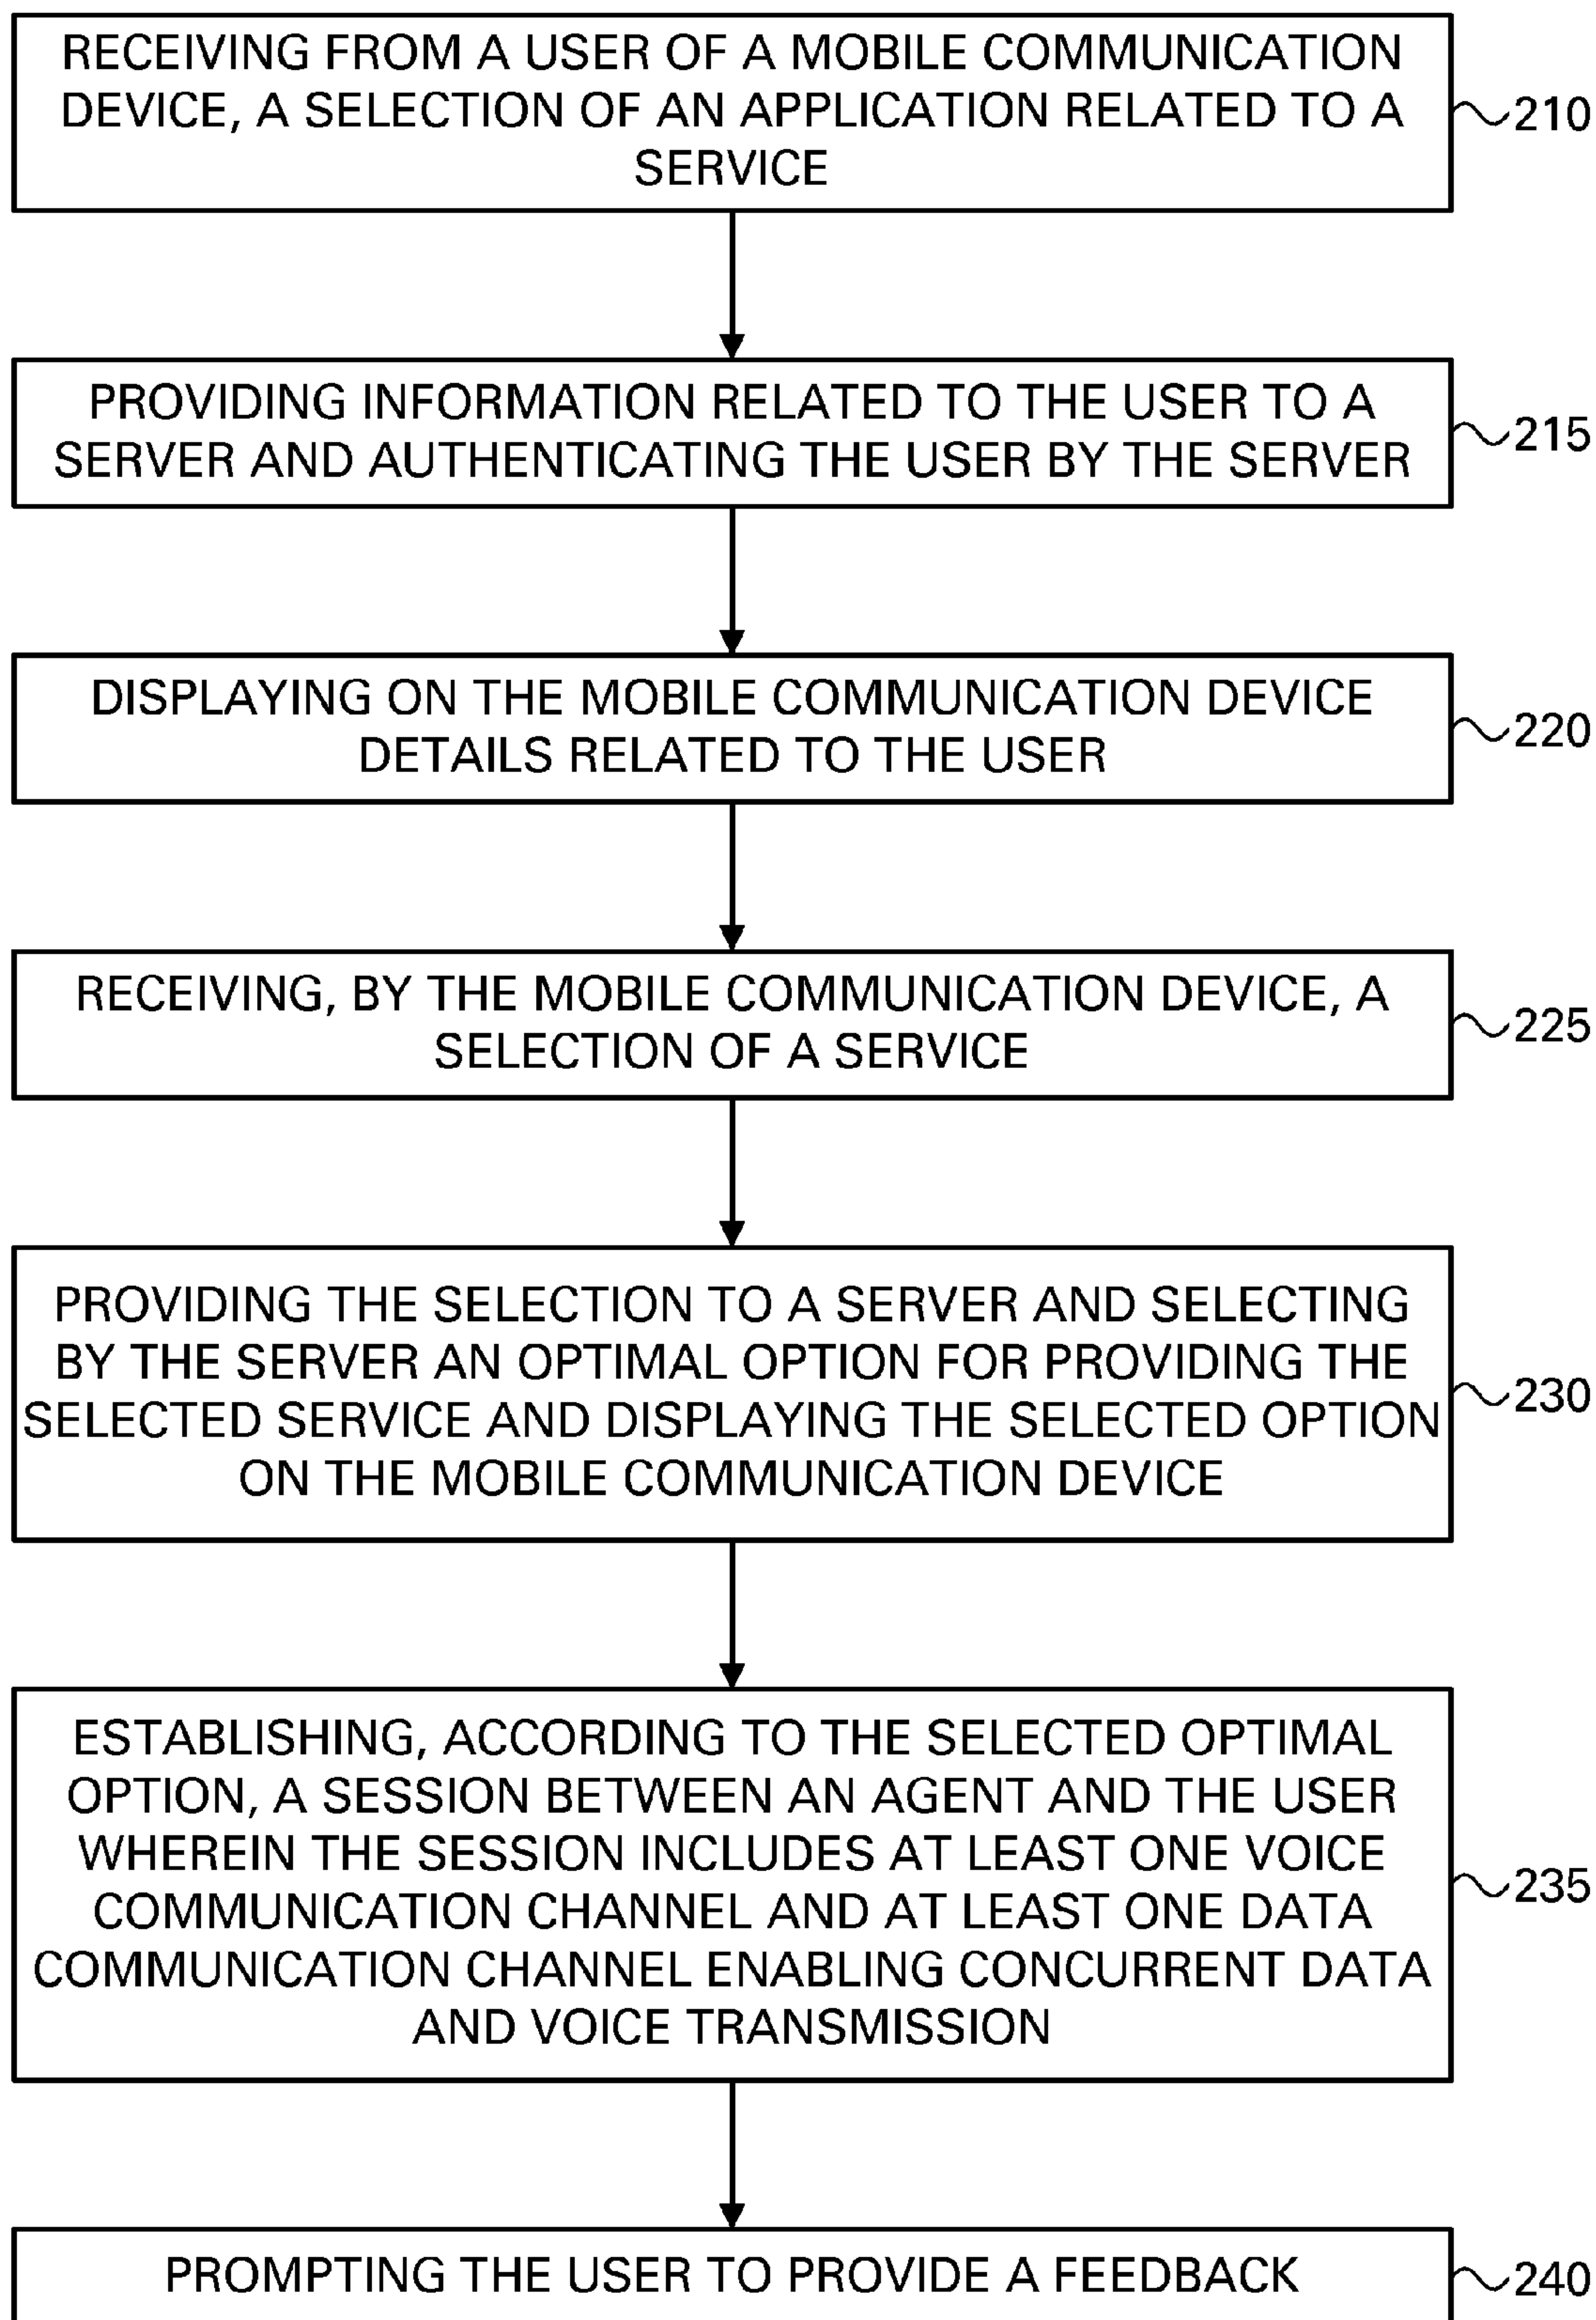 RECEIVING FROM A USER OF A MOBILE COMMUNICATION
DEVICE, A SELECTION OF AN APPLICATION RELATED TO A
SERVICE
210
PROVIDING INFORMATION RELATED TO THE USER TO A
SERVER AND AUTHENTICATING THE USER BY THE SERVER
215
DISPLAYING ON THE MOBILE COMMUNICATION DEVICE
DETAILS RELATED TO THE USER
220
RECEIVING, BY THE MOBILE COMMUNICATION DEVICE, A
SELECTION OF A SERVICE
225
PROVIDING THE SELECTION TO A SERVER AND SELECTING
BY THE SERVER AN OPTIMAL OPTION FOR PROVIDING THE
SELECTED SERVICE AND DISPLAYING THE SELECTED OPTION
ON THE MOBILE COMMUNICATION DEVICE
230
ESTABLISHING, ACCORDING TO THE SELECTED OPTIMAL
OPTION, A SESSION BETWEEN AN AGENT AND THE USER
WHEREIN THE SESSION INCLUDES AT LEAST ONE VOICE
COMMUNICATION CHANNEL AND AT LEAST ONE DATA
COMMUNICATION CHANNEL ENABLING CONCURRENT DATA
AND VOICE TRANSMISSION
235
PROMPTING THE USER TO PROVIDE A FEEDBACK
240